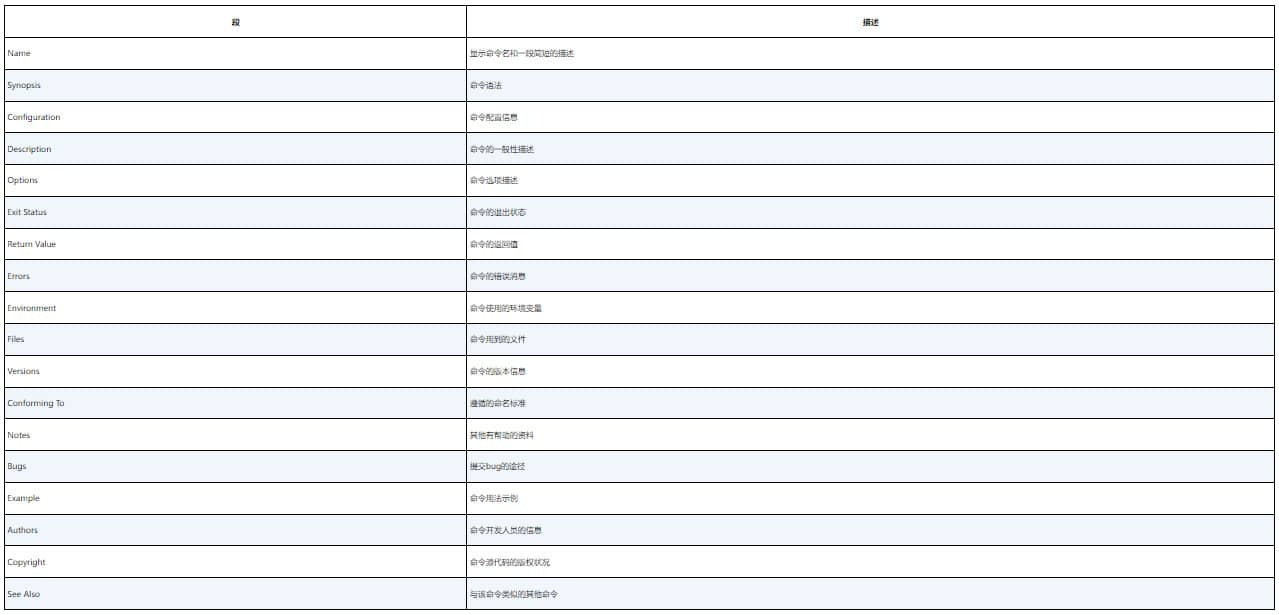 段 描述
Name 显示命令名和一段简短的描述
Synopsis 命令语法
Configuration 命令配置信息
Description 命令的一般性描述
Options 命令选项描述
Exit Status 命令的退出状态
Return Value 命令的返回值
Errors 命令的错误消息
Environment 命令使用的环境变量
Files 命令用到的文件
Versions 命令的版本信息
Conforming To 遵循的命名标准
Notes 其他有帮助的资料
Bugs 提交bug的途径
Example 命令用法示例
Authors 命令开发人员的信息
Copyright 命令源代码的版权状况
See Also 与该命令类似的其他命令